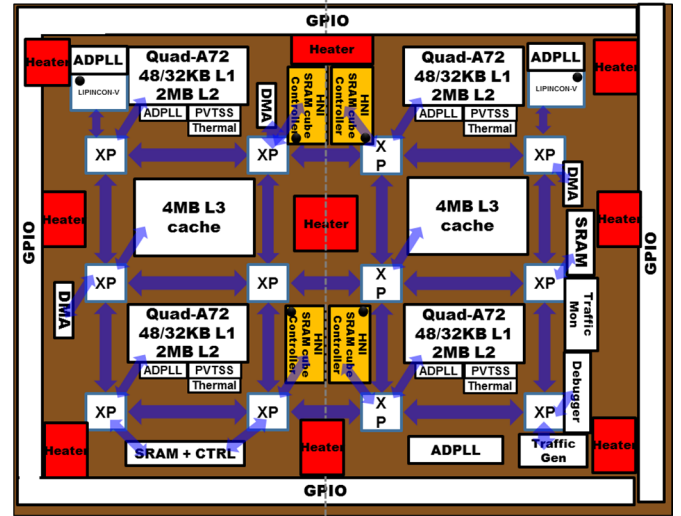 GPIO
Heater
ADPLL
LIPINCON-V
Quad-A72
48/32KB L1
2MB L2
ADPLL
PVTSS
Thermal
DMA
Heater
HNI
SRAM cube
Controller
HNI
SRAM cube
Controller
Quad-A72
48/32KB L1
2MB L2
ADPLL
PVTSS
Thermal
ADPLL
LIPINCON-V
Heater
XP
XP
X
P
XP
DMA
GPIO
Heater
4MB L3
cache
Heater
4MB L3
cache
SRAM
Heater
GPIO
XP
XP
X
P
XP
DMA
Traffic
Mon
Quad-A72
48/32KB L1
2MB L2
ADPLL
PVTSS
Thermal
HNI
SRAM cube
Controller
HNI
SRAM cube
Controller
Quad-A72
48/32KB L1
2MB L2
ADPLL
PVTSS
Thermal
Debugger
XP
XP
X
P
XP
Heater
SRAM + CTRL
Heater
ADPLL
Traffic
Gen
Heater
GPIO